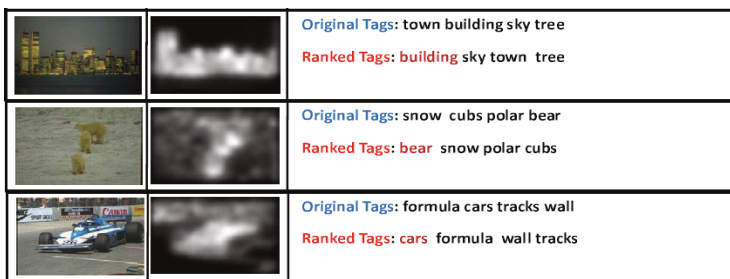 Original Tags: town building sky tree
Ranked Tags: building sky town tree
Original Tags: snow cubs polar bear
Ranked Tags: bear snow polar cubs
Original Tags: formula cars tracks wall
Ranked Tags: cars formula wall tracks